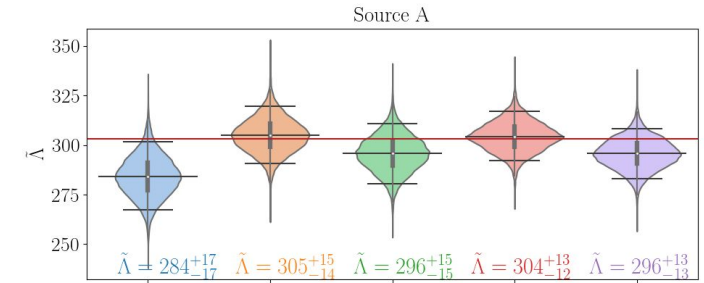 Source A
350
325
300
275
250
Λ̃
Λ̃ = 284⁺¹⁷₋₁₇ Λ̃ = 305⁺¹⁵₋₁₄ Λ̃ = 296⁺¹⁵₋₁₅ Λ̃ = 304⁺¹³₋₁₂ Λ̃ = 296⁺¹³₋₁₃